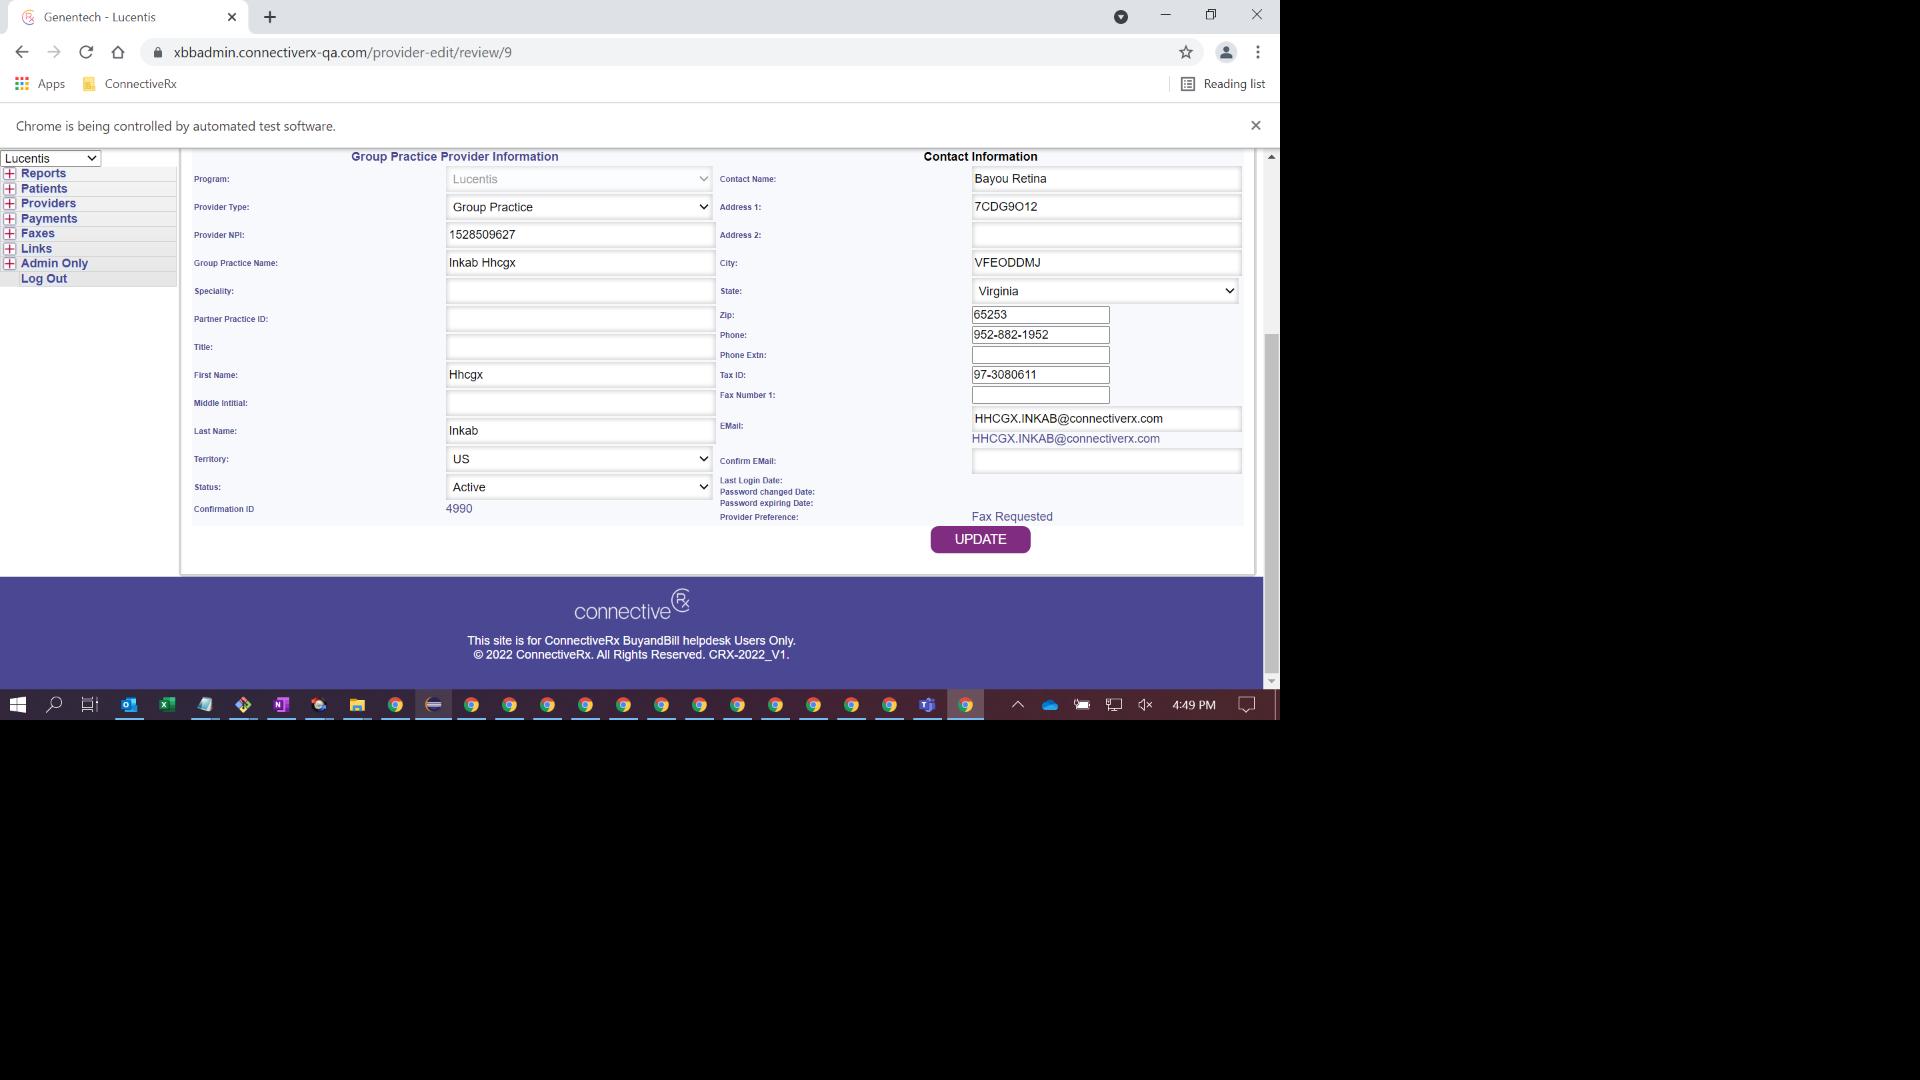 Genentech - Lucentis
xbbadmin.connectiverx-qa.com/provider-edit/review/9
Apps
ConnectiveRx
Reading list
Chrome is being controlled by automated test software.
Lucentis
Reports
Patients
Providers
Payments
Faxes
Links
Admin Only
Log Out
Group Practice Provider Information
Program: Lucentis
Provider Type: Group Practice
Provider NPI: 1528509627
Group Practice Name: Inkab Hhcgx
Speciality:
Partner Practice ID:
Title:
First Name: Hhcgx
Middle Intitial:
Last Name: Inkab
Territory: US
Status: Active
Confirmation ID 4990
Contact Information
Contact Name: Bayou Retina
Address 1: 7CDG9O12
Address 2:
City: VFEODDMJ
State: Virginia
Zip: 65253
Phone: 952-882-1952
Phone Extn:
Tax ID: 97-3080611
Fax Number 1:
EMail: HHCGX.INKAB@connectiverx.com
HHCGX.INKAB@connectiverx.com
Confirm EMail:
Last Login Date:
Password changed Date:
Password expiring Date:
Provider Preference: Fax Requested
UPDATE
connectiveRx
This site is for ConnectiveRx BuyandBill helpdesk Users Only.
© 2022 ConnectiveRx. All Rights Reserved. CRX-2022_V1.
4:49 PM